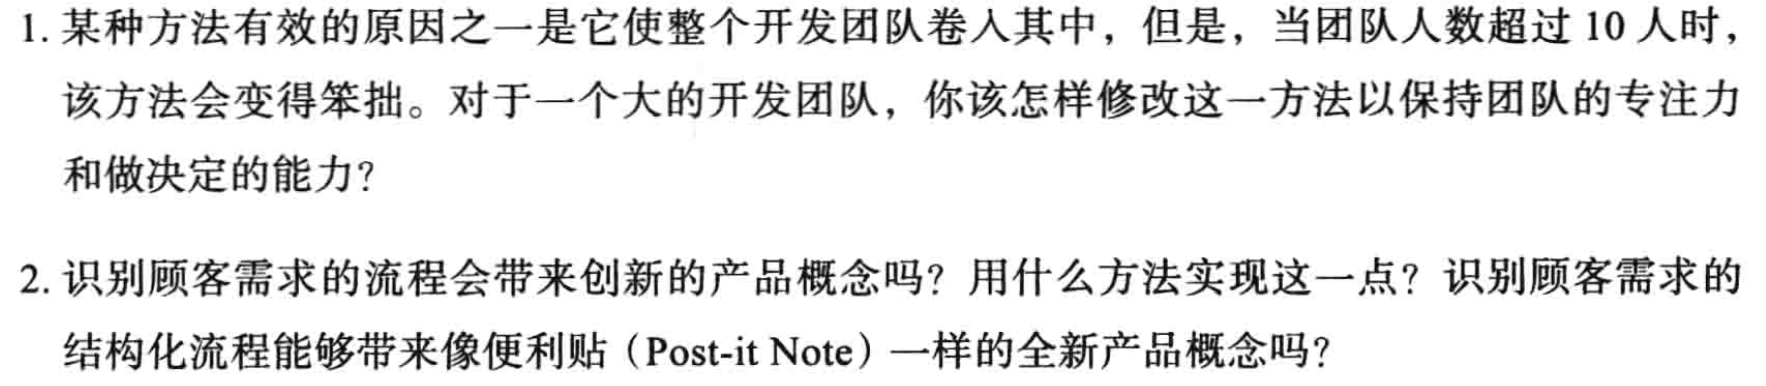 1. 某种方法有效的原因之一是它使整个开发团队卷入其中，但是，当团队人数超过 10 人时，
该方法会变得笨拙。对于一个大的开发团队，你该怎样修改这一方法以保持团队的专注力
和做决定的能力？
2. 识别顾客需求的流程会带来创新的产品概念吗？用什么方法实现这一点？识别顾客需求的
结构化流程能够带来像便利贴（Post-it Note）一样的全新产品概念吗？